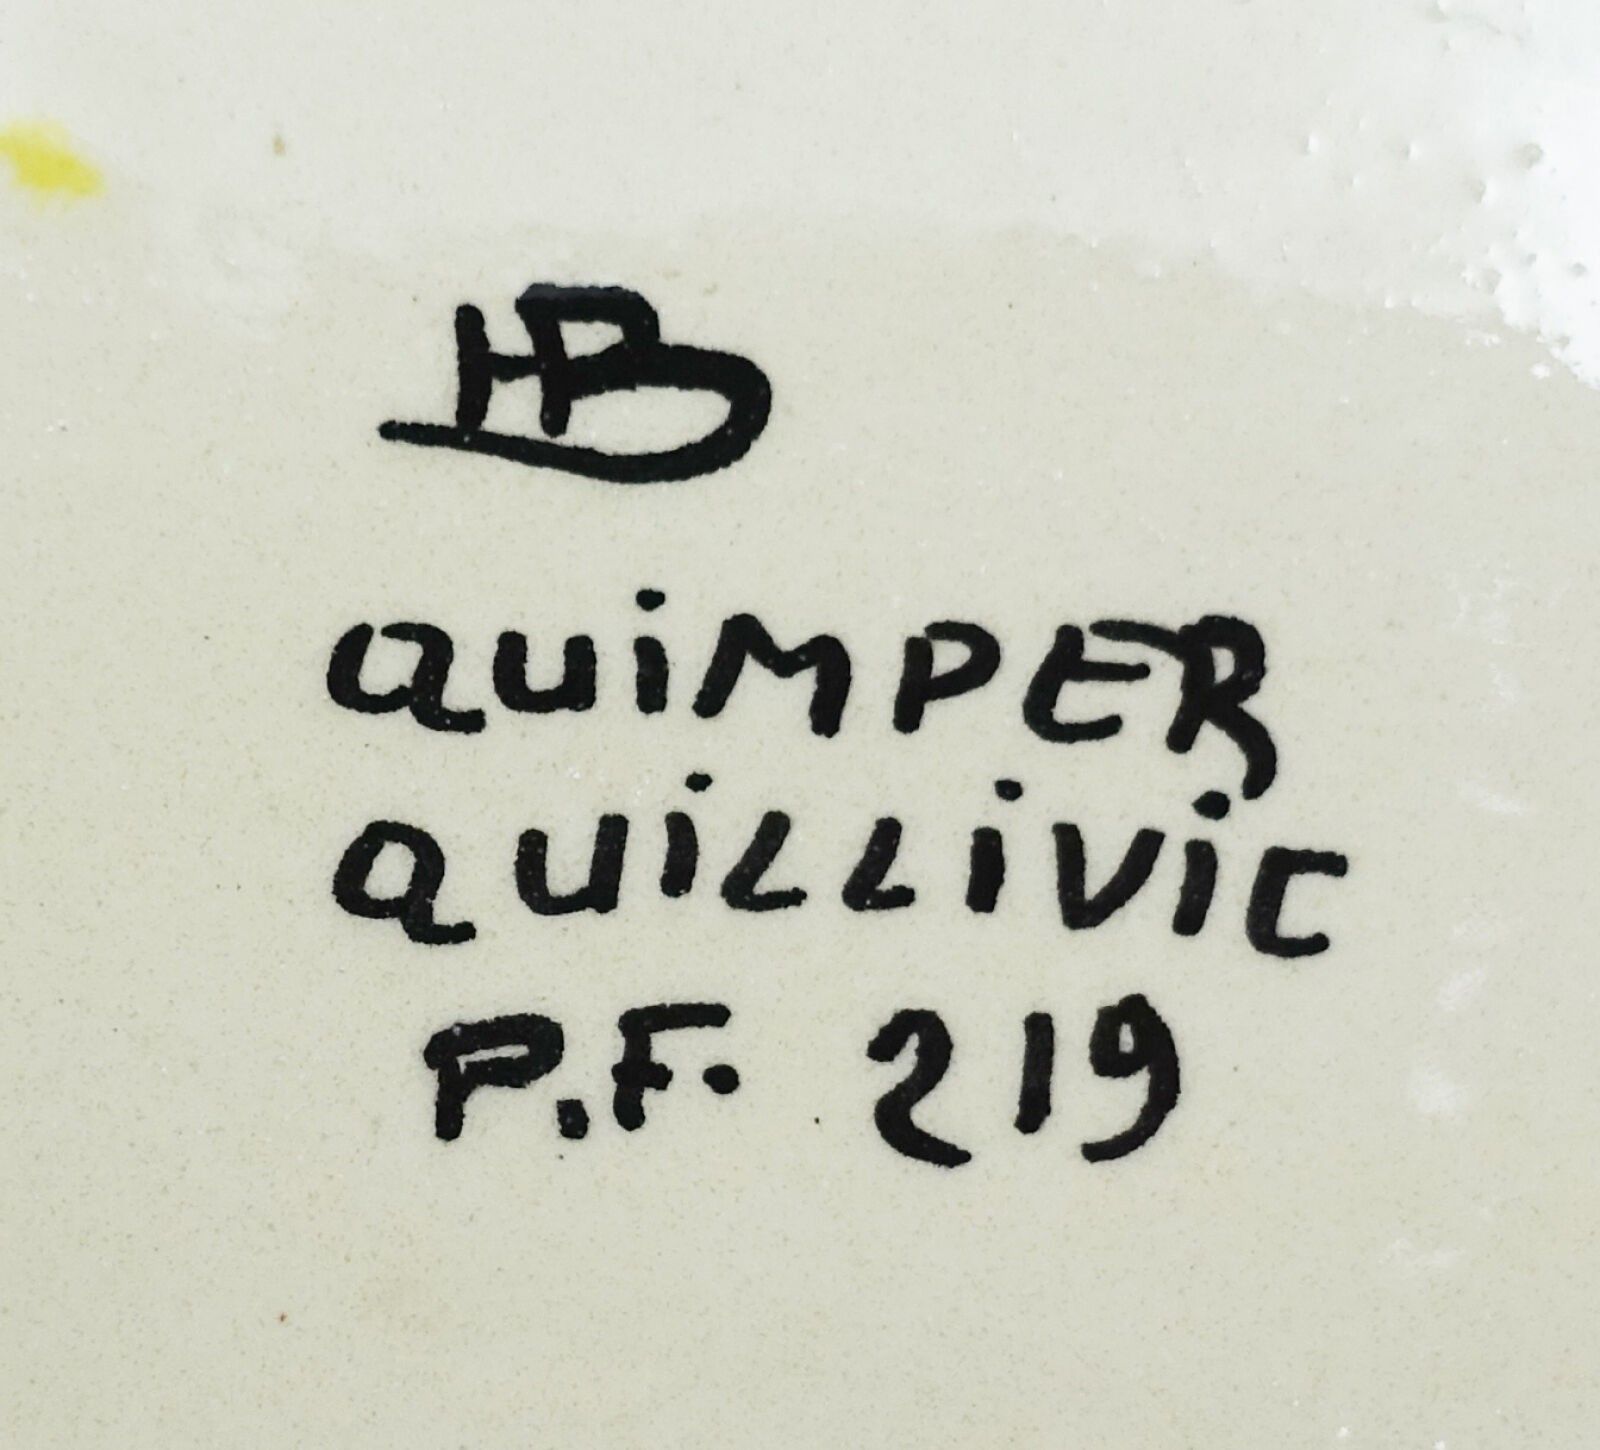 HB
QUiMPER
QUiLLiViC
P.F. 219